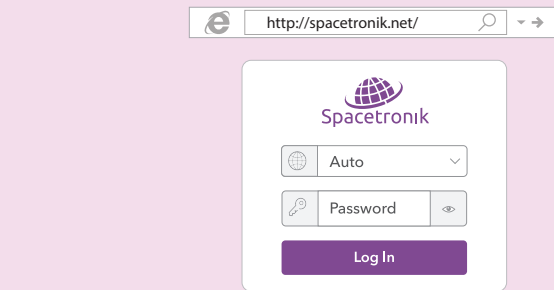 http://spacetronik.net/
Spacetronik
Auto
Password
Log In